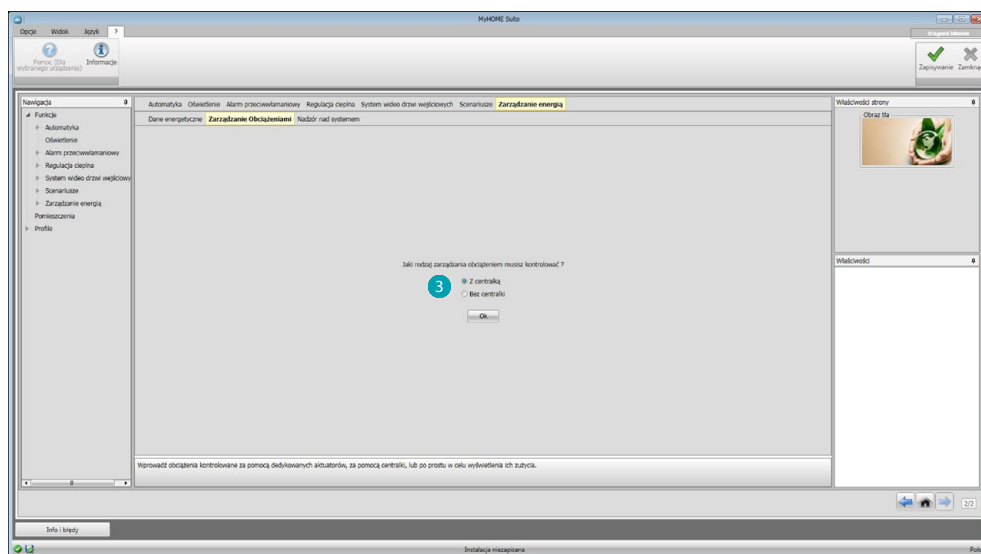 MyHOME Suite
Opcje Widok Język ?
Pomoc (Dla wybranego urządzenia)
Informacje
Zapisywanie Zamknąć
Nawigacja
Funkcje
Automatyka
Oświetlenie
Alarm przeciwwłamaniowy
Regulacja cieplna
System wideo drzwi wejściowy
Scenariusze
Zarządzanie energią
Pomieszczenia
Profile
Automatyka Oświetlenie Alarm przeciwwłamaniowy Regulacja cieplna System wideo drzwi wejściowych Scenariusze Zarządzanie energią
Dane energetyczne Zarządzanie Obciążeniami Nadzór nad systemem
Jaki rodzaj zarządzania obciążeniem musisz kontrolować ?
3
Z centralką
Bez centralki
Ok
Wprowadź obciążenia kontrolowane za pomocą dedykowanych aktuatorów, za pomocą centralki, lub po prostu w celu wyświetlenia ich zużycia.
Właściwości strony
Obraz tła
Właściwości
2/2
Info i błędy
Instalacja niezapisana